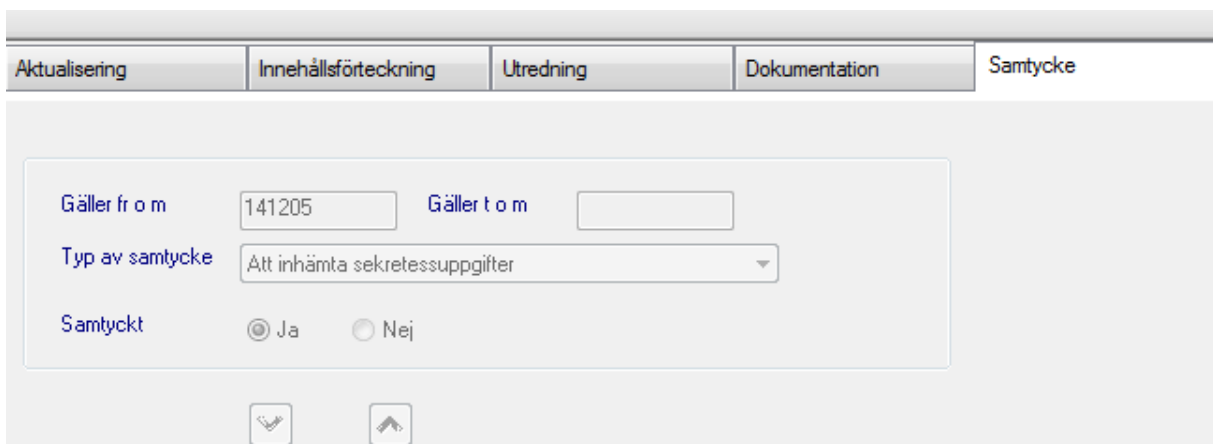 Aktualisering Innehållsförteckning Utredning Dokumentation Samtycke
Gäller fr o m 141205 Gäller t o m
Typ av samtycke Att inhämta sekretessuppgifter
Samtyckt Ja Nej